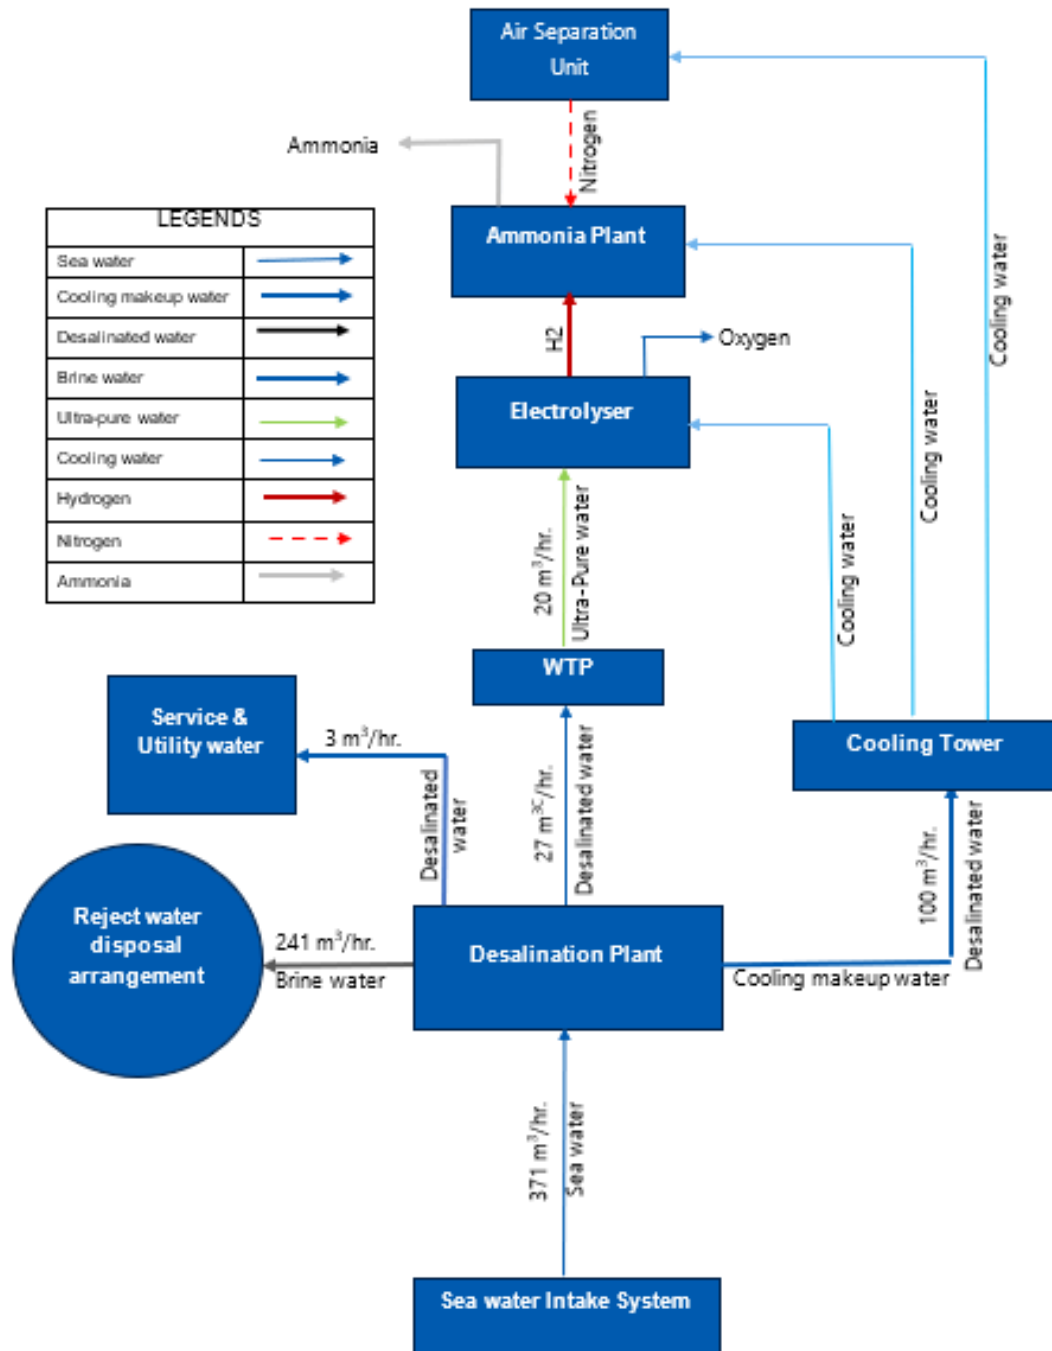 Air Separation
Unit
Nitrogen
Ammonia
LEGENDS
Sea water
Cooling makeup water
Desalinated water
Brine water
Ultra-pure water
Cooling water
Hydrogen
Nitrogen
Ammonia
Ammonia Plant
H2
Oxygen
Electrolyser
Cooling water
Cooling water
Cooling water
20 m³/hr.
Ultra-Pure water
WTP
Service &
Utility water
3 m³/hr.
Desalinated
water
27 m³ᶜ/hr.
Desalinated water
Cooling Tower
100 m³/hr.
Desalinated water
Reject water
disposal
arrangement
241 m³/hr.
Brine water
Desalination Plant
Cooling makeup water
371 m³/hr.
Sea water
Sea water Intake System